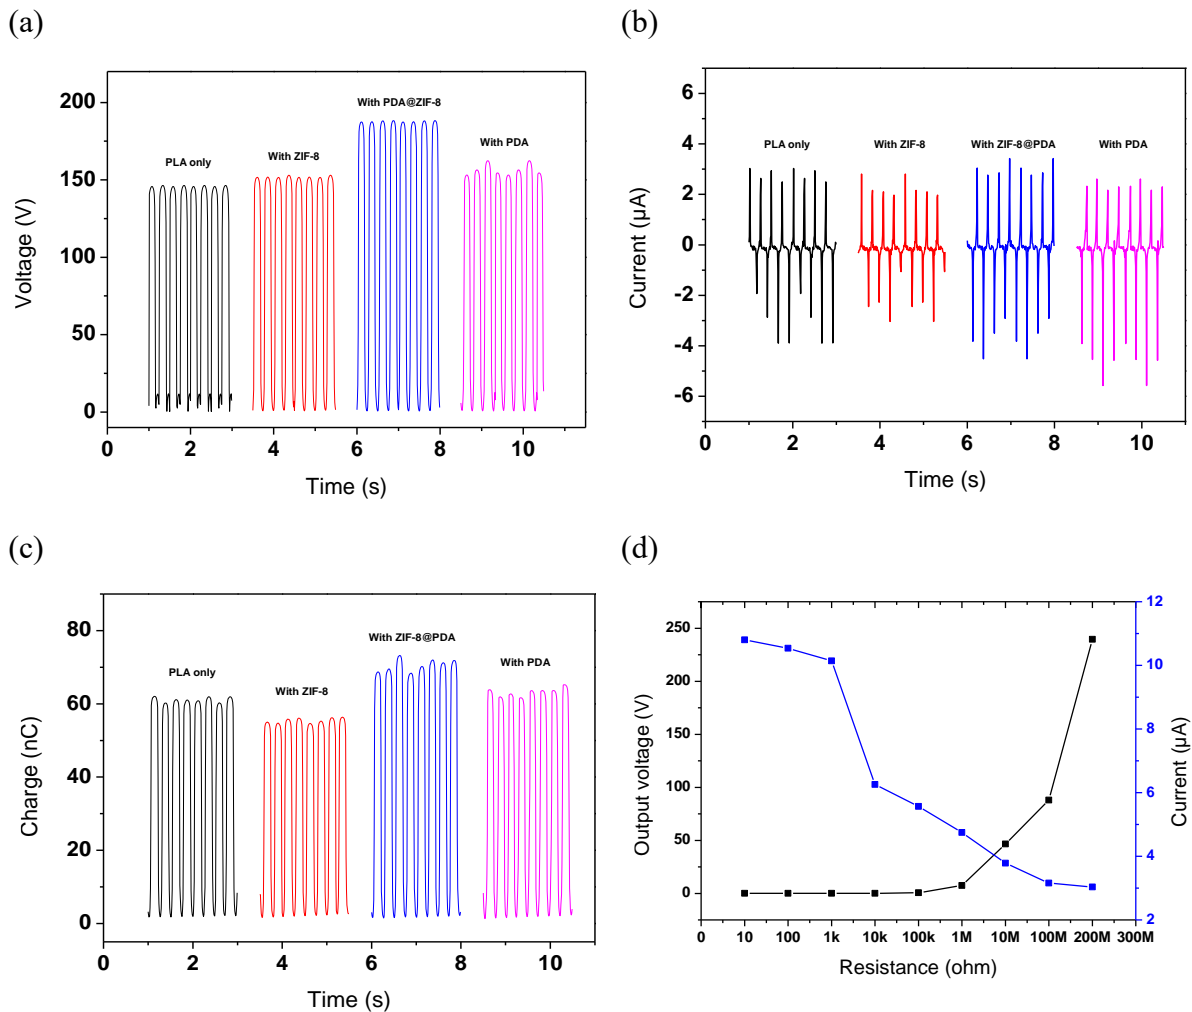 (a)
With PDA@ZIF-8
With PDA
With ZIF-8
PLA only
200
150
100
50
0
Voltage (V)
0 2 4 6 8 10
Time (s)
(b)
PLA only With ZIF-8 With ZIF-8@PDA With PDA
6
4
2
0
-2
-4
-6
Current (µA)
0 2 4 6 8 10
Time (s)
(c)
With ZIF-8@PDA
With PDA
PLA only
With ZIF-8
80
60
40
20
0
Charge (nC)
0 2 4 6 8 10
Time (s)
(d)
250
200
150
100
50
0
Output voltage (V)
12
10
8
6
4
2
Current (µA)
0 10 100 1k 10k 100k 1M 10M 100M 200M 300M
Resistance (ohm)